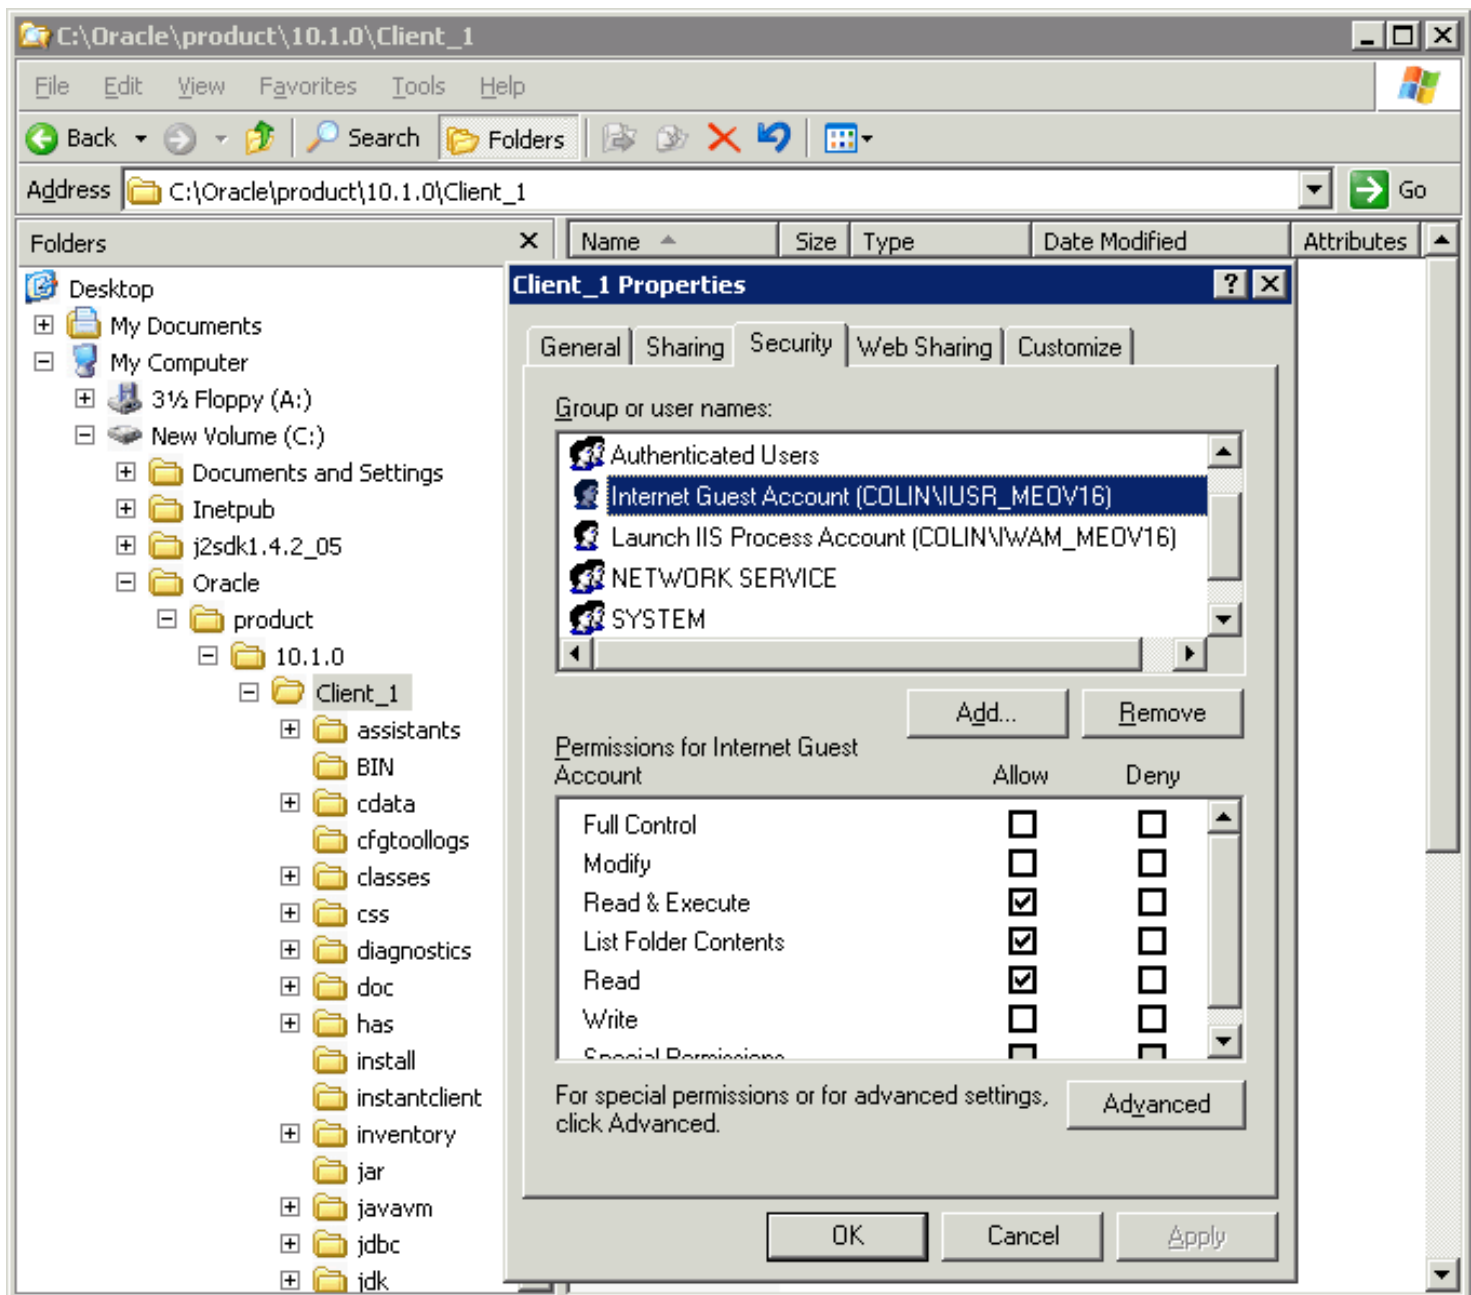 C:\Oracle\product\10.1.0\Client_1
File Edit View Favorites Tools Help
Back Search Folders
Address C:\Oracle\product\10.1.0\Client_1 Go
Folders
Name Size Type Date Modified Attributes
Desktop
My Documents
My Computer
3½ Floppy (A:)
New Volume (C:)
Documents and Settings
Inetpub
j2sdk1.4.2_05
Oracle
product
10.1.0
Client_1
assistants
BIN
cdata
cfgtoollogs
classes
css
diagnostics
doc
has
install
instantclient
inventory
jar
javavm
jdbc
jdk
Client_1 Properties
General Sharing Security Web Sharing Customize
Group or user names:
Authenticated Users
Internet Guest Account (COLIN\IUSR_MEOV16)
Launch IIS Process Account (COLIN\IWAM_MEOV16)
NETWORK SERVICE
SYSTEM
Add... Remove
Permissions for Internet Guest
Account Allow Deny
Full Control
Modify
Read & Execute
List Folder Contents
Read
Write
Special Permissions
For special permissions or for advanced settings,
click Advanced.
Advanced
OK Cancel Apply